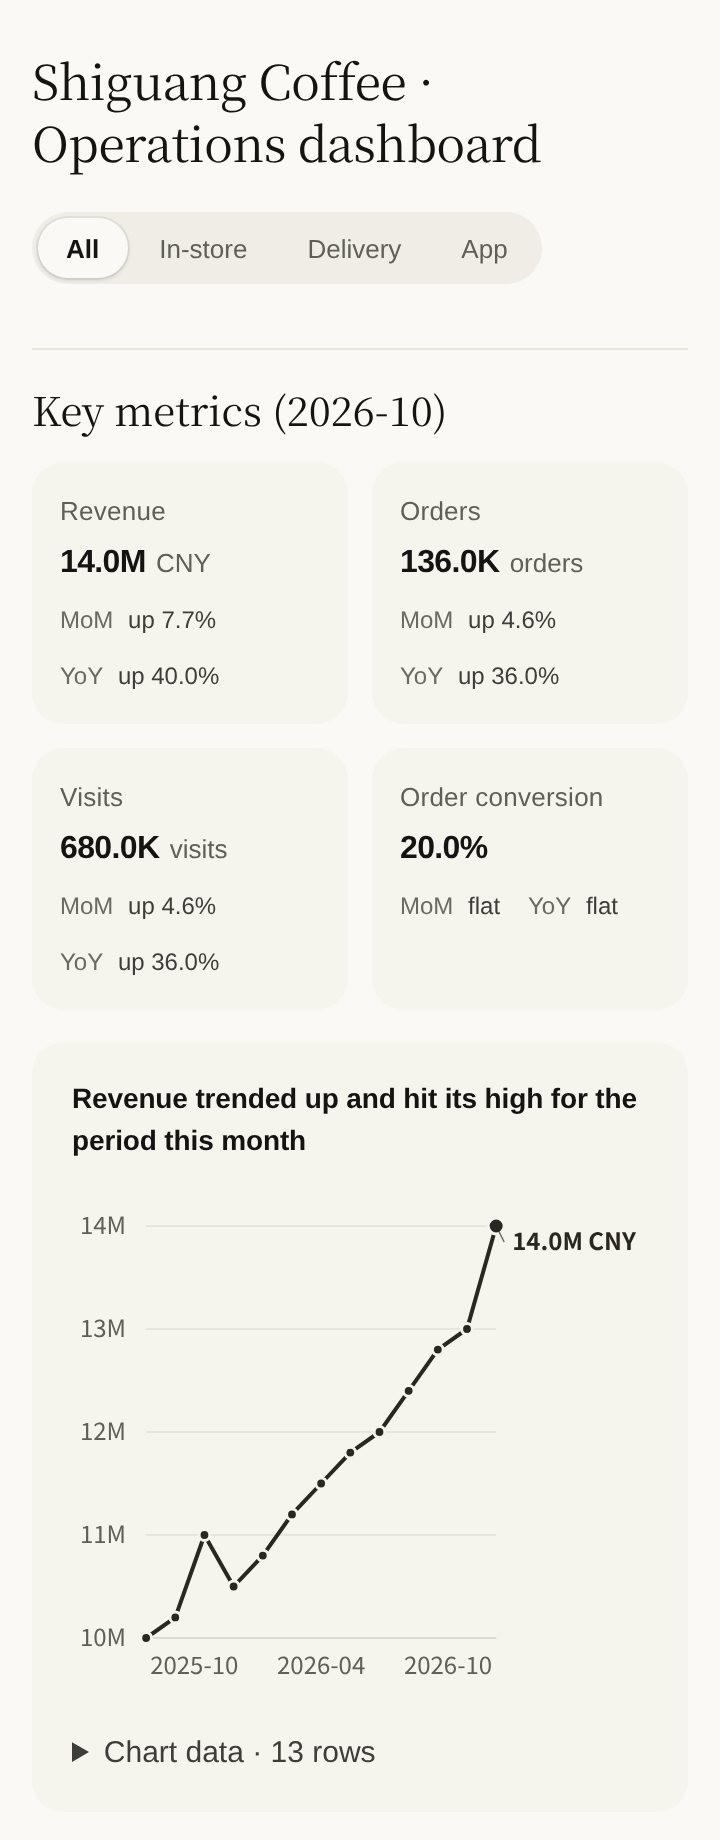 Shiguang Coffee ·
Operations dashboard
All
In-store
Delivery
App
Key metrics (2026-10)
Revenue
14.0M CNY
MoM up 7.7%
YoY up 40.0%
Orders
136.0K orders
MoM up 4.6%
YoY up 36.0%
Visits
680.0K visits
MoM up 4.6%
YoY up 36.0%
Order conversion
20.0%
MoM flat YoY flat
Revenue trended up and hit its high for the
period this month
14M
14.0M CNY
13M
12M
11M
10M
2025-10 2026-04 2026-10
Chart data · 13 rows